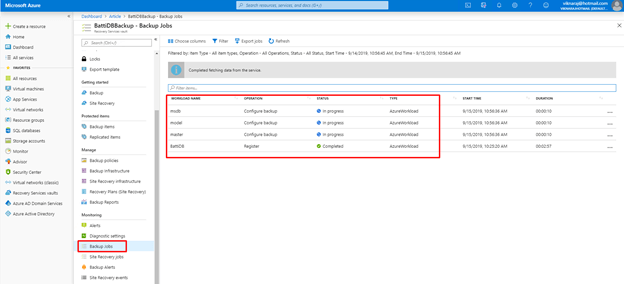 Microsoft Azure
Search resources, services, and docs (G+/)
Dashboard > Article > BattiDBBackup - Backup Jobs
BattiDBBackup - Backup Jobs
Recovery Services vault
Create a resource
Home
Dashboard
All services
FAVORITES
All resources
Virtual machines
App Services
Virtual networks
Resource groups
SQL databases
Storage accounts
Monitor
Advisor
Security Center
Virtual networks (classic)
Recovery Services vaults
Azure AD Domain Services
Azure Active Directory
Search (Ctrl+/)
Locks
Export template
Getting started
Backup
Site Recovery
Protected items
Backup items
Replicated items
Manage
Backup policies
Backup Infrastructure
Site Recovery infrastructure
Recovery Plans (Site Recovery)
Backup Reports
Monitoring
Alerts
Diagnostic settings
Backup Jobs
Site Recovery jobs
Backup Alerts
Site Recovery events
Choose columns Filter Export jobs Refresh
Filtered by: Item Type - All item types, Operation - All Operations, Status - All Status, Start Time - 9/14/2019, 10:56:45 AM, End Time - 9/15/2019, 10:56:45 AM
Completed fetching data from the service.
Filter items...
WORKLOAD NAME OPERATION STATUS TYPE START TIME DURATION
msdb Configure backup In progress AzureWorkload 9/15/2019, 10:56:36 AM 00:00:10
model Configure backup In progress AzureWorkload 9/15/2019, 10:56:36 AM 00:00:10
master Configure backup In progress AzureWorkload 9/15/2019, 10:56:36 AM 00:00:10
BattiDB Register Completed AzureWorkload 9/15/2019, 10:25:20 AM 00:02:57